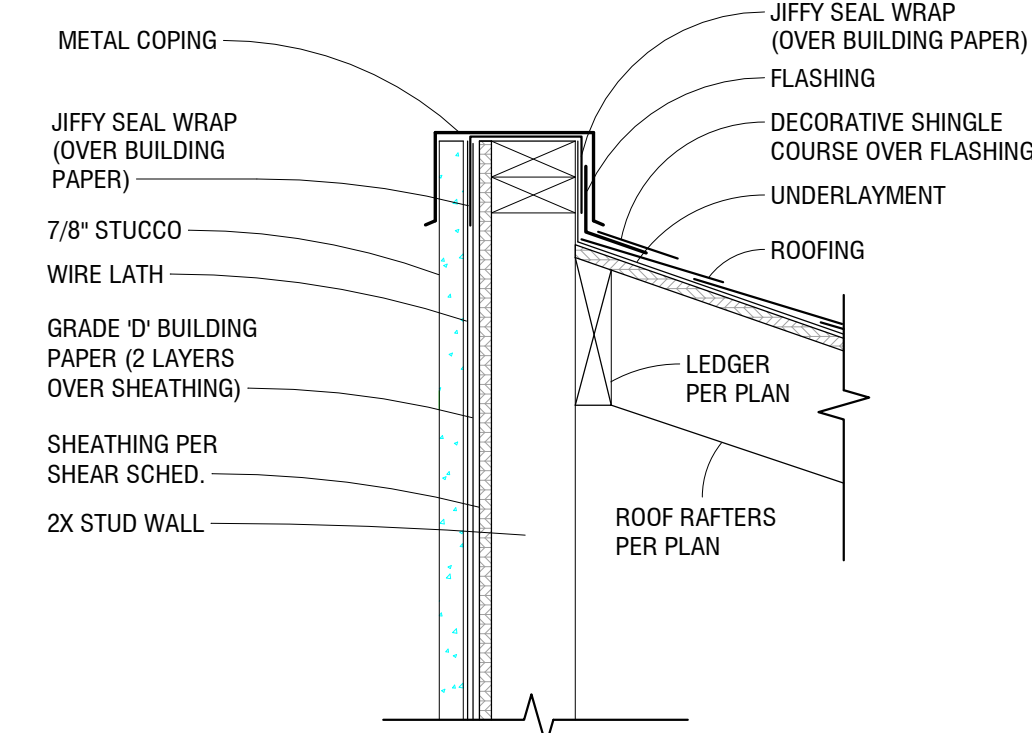 METAL COPING
JIFFY SEAL WRAP
(OVER BUILDING
PAPER)
7/8" STUCCO
WIRE LATH
GRADE 'D' BUILDING
PAPER (2 LAYERS
OVER SHEATHING)
SHEATHING PER
SHEAR SCHED.
2X STUD WALL
JIFFY SEAL WRAP
(OVER BUILDING PAPER)
FLASHING
DECORATIVE SHINGLE
COURSE OVER FLASHING
UNDERLAYMENT
ROOFING
LEDGER
PER PLAN
ROOF RAFTERS
PER PLAN